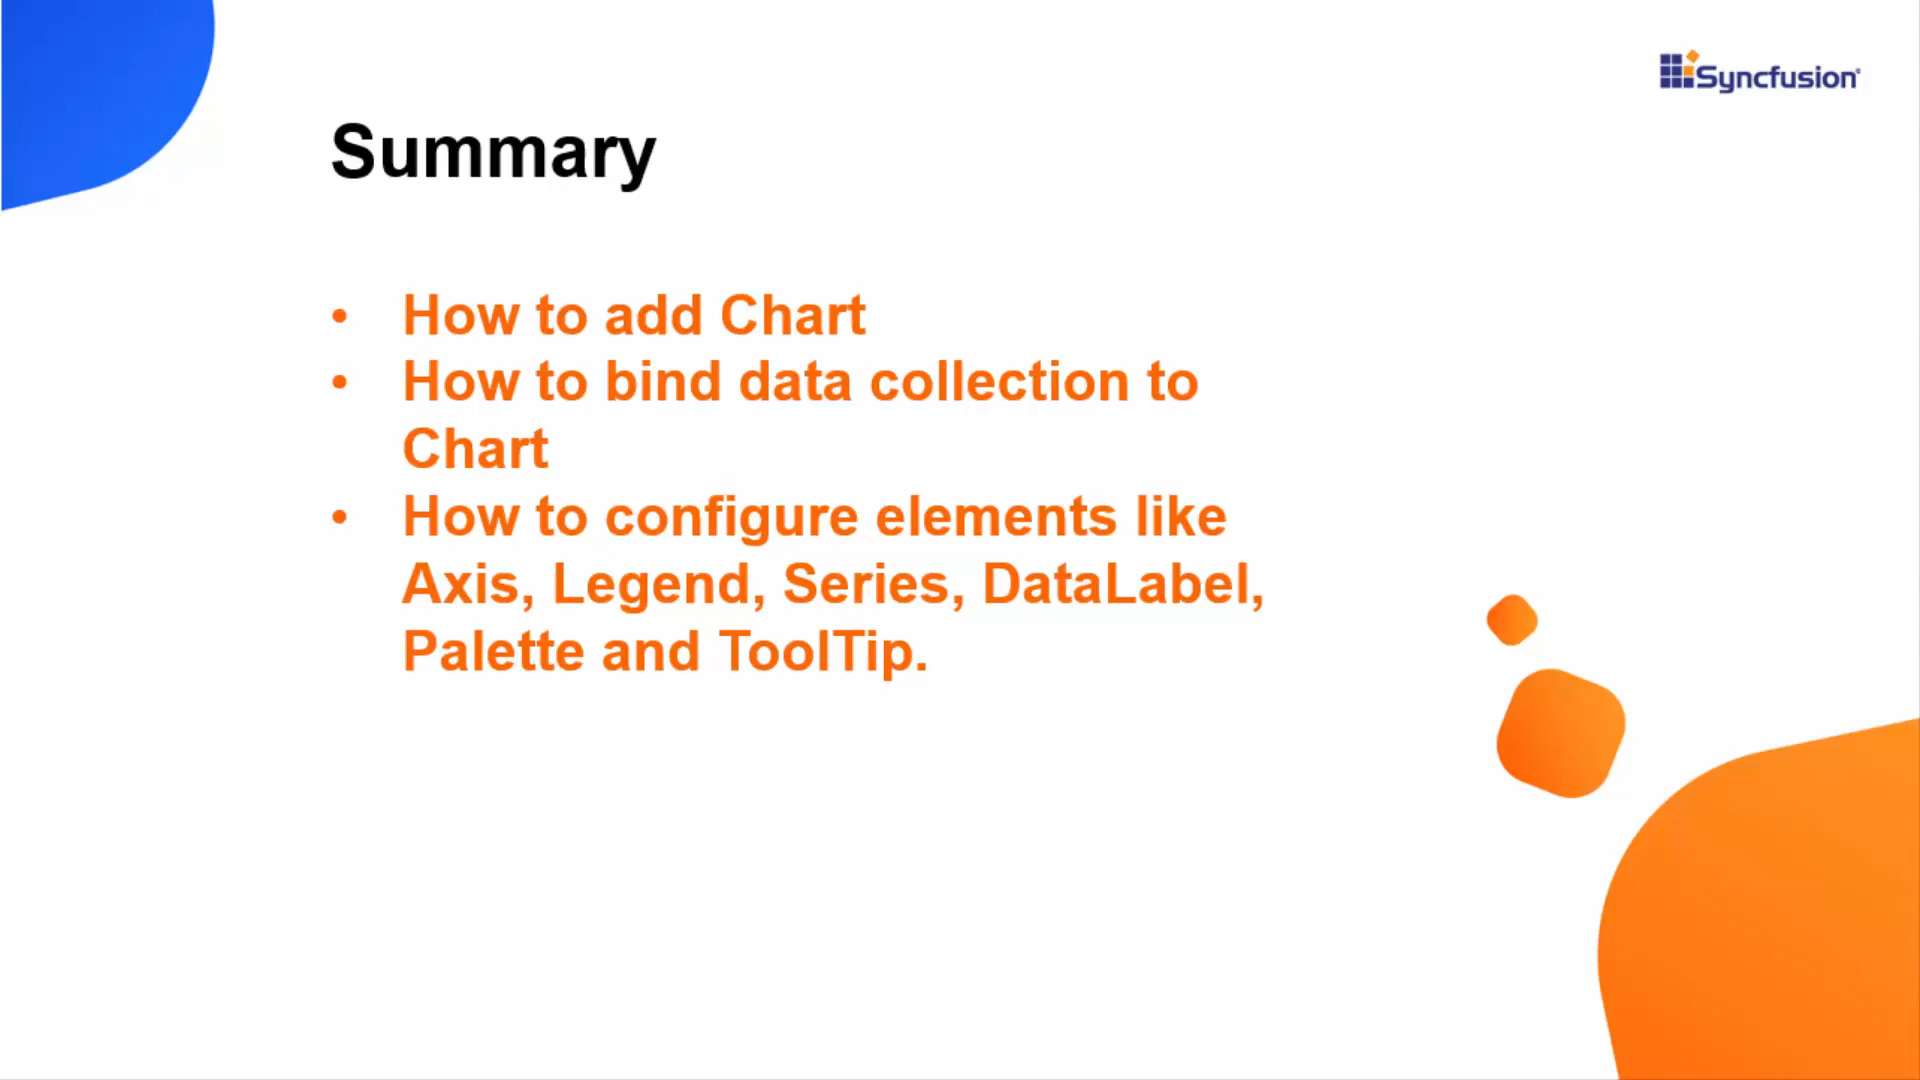 Syncfusion®
Summary
• How to add Chart
• How to bind data collection to
Chart
• How to configure elements like
Axis, Legend, Series, DataLabel,
Palette and ToolTip.